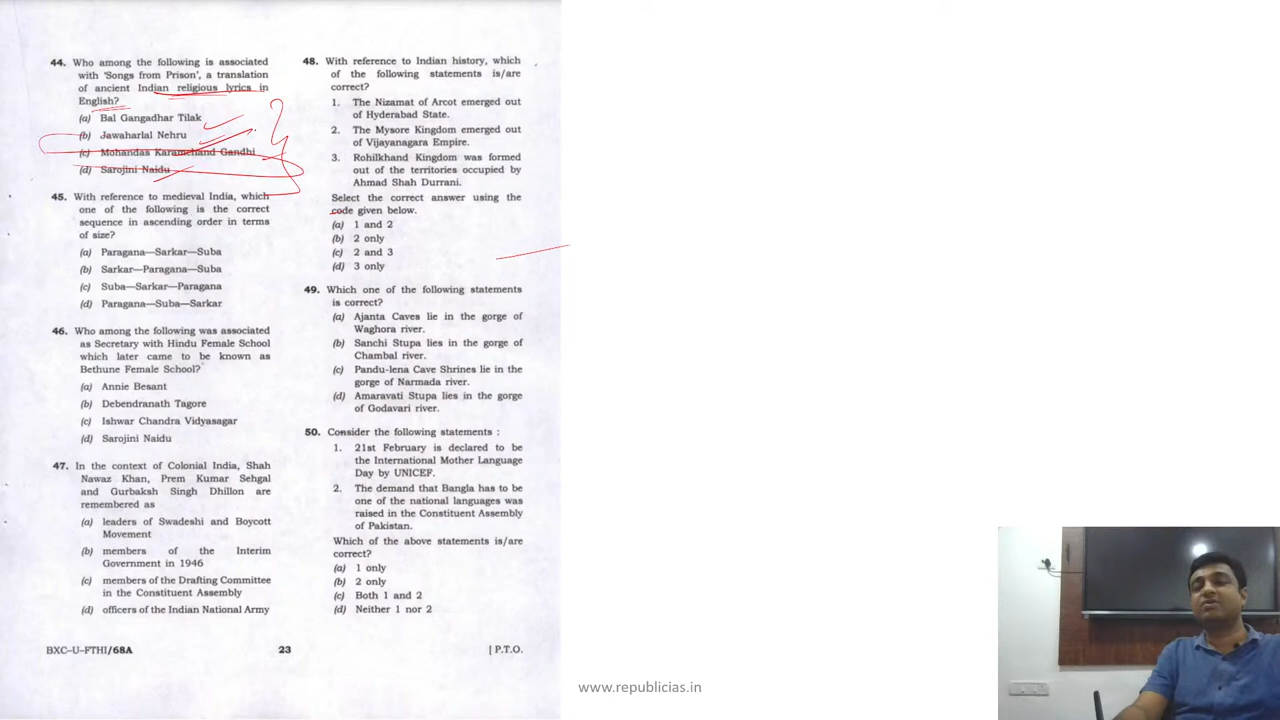 44. Who among the following is associated
with 'Songs from Prison', a translation
of ancient Indian religious lyrics in
English?
(a) Bal Gangadhar Tilak
(b) Jawaharlal Nehru
(c) Mohandas Karamchand Gandhi
(d) Sarojini Naidu
45. With reference to medieval India, which
one of the following is the correct
sequence in ascending order in terms
of size?
(a) Paragana—Sarkar—Suba
(b) Sarkar—Paragana—Suba
(c) Suba—Sarkar—Paragana
(d) Paragana—Suba—Sarkar
46. Who among the following was associated
as Secretary with Hindu Female School
which later came to be known as
Bethune Female School?
(a) Annie Besant
(b) Debendranath Tagore
(c) Ishwar Chandra Vidyasagar
(d) Sarojini Naidu
47. In the context of Colonial India, Shah
Nawaz Khan, Prem Kumar Sehgal
and Gurbaksh Singh Dhillon are
remembered as
(a) leaders of Swadeshi and Boycott
Movement
(b) members of the Interim
Government in 1946
(c) members of the Drafting Committee
in the Constituent Assembly
(d) officers of the Indian National Army
48. With reference to Indian history, which
of the following statements is/are
correct?
1. The Nizamat of Arcot emerged out
of Hyderabad State.
2. The Mysore Kingdom emerged out
of Vijayanagara Empire.
3. Rohilkhand Kingdom was formed
out of the territories occupied by
Ahmad Shah Durrani.
Select the correct answer using the
code given below.
(a) 1 and 2
(b) 2 only
(c) 2 and 3
(d) 3 only
49. Which one of the following statements
is correct?
(a) Ajanta Caves lie in the gorge of
Waghora river.
(b) Sanchi Stupa lies in the gorge of
Chambal river.
(c) Pandu-lena Cave Shrines lie in the
gorge of Narmada river.
(d) Amaravati Stupa lies in the gorge
of Godavari river.
50. Consider the following statements :
1. 21st February is declared to be
the International Mother Language
Day by UNICEF.
2. The demand that Bangla has to be
one of the national languages was
raised in the Constituent Assembly
of Pakistan.
Which of the above statements is/are
correct?
(a) 1 only
(b) 2 only
(c) Both 1 and 2
(d) Neither 1 nor 2
BXC-U-FTHI/68A
23
[ P.T.O.
www.republicias.in